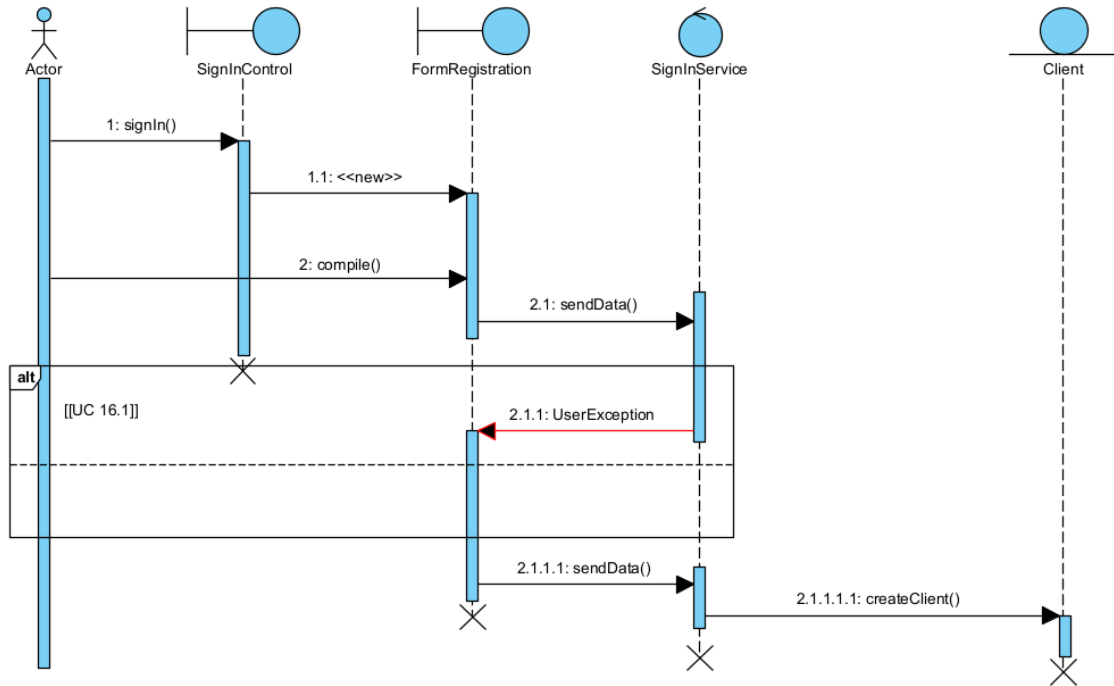 Actor
SignInControl
FormRegistration
SignInService
Client
1: signIn()
1.1: <<new>>
2: compile()
2.1: sendData()
alt
[[UC 16.1]]
2.1.1: UserException
2.1.1.1: sendData()
2.1.1.1.1: createClient()